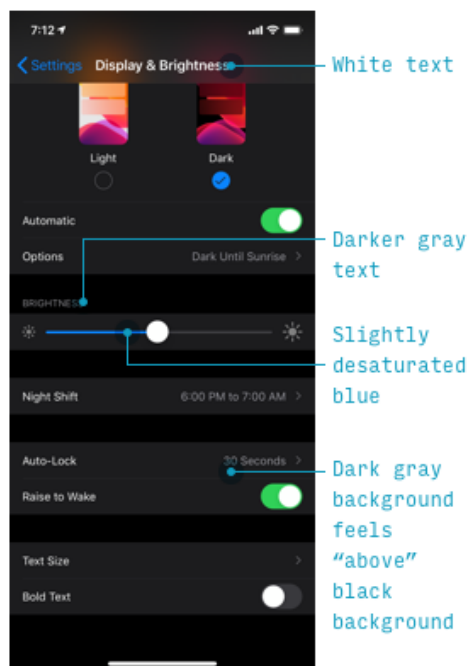 7:12
Settings
Display & Brightness
White text
Light
Dark
Automatic
Options
Dark Until Sunrise
Darker gray
text
BRIGHTNESS
Slightly
desaturated
blue
Night Shift
6:00 PM to 7:00 AM
Auto-Lock
30 Seconds
Raise to Wake
Dark gray
background
feels
“above”
black
background
Text Size
Bold Text